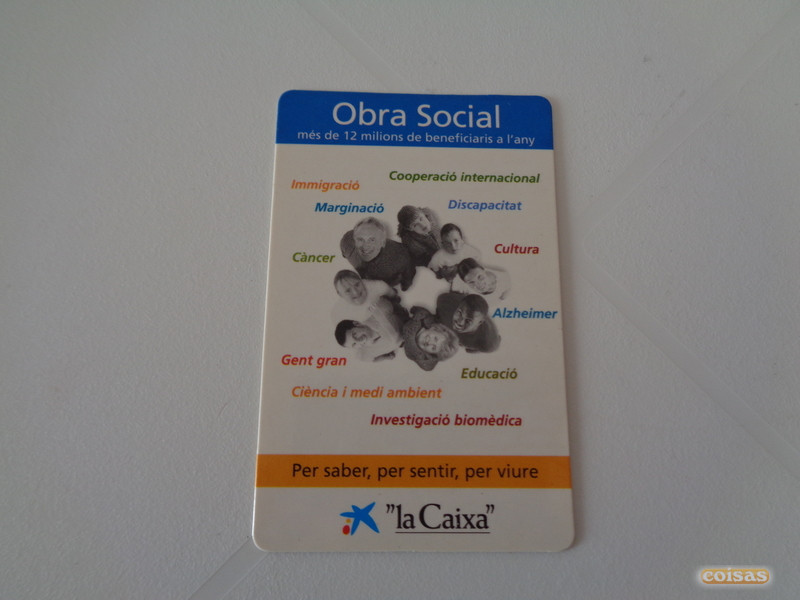 Obra Social
més de 12 milions de beneficiaris a l'any
Cooperació internacional
Immigració
Marginació
Discapacitat
Cultura
Càncer
Alzheimer
Gent gran
Educació
Ciència i medi ambient
Investigació biomèdica
Per saber, per sentir, per viure
"la Caixa"
coisas